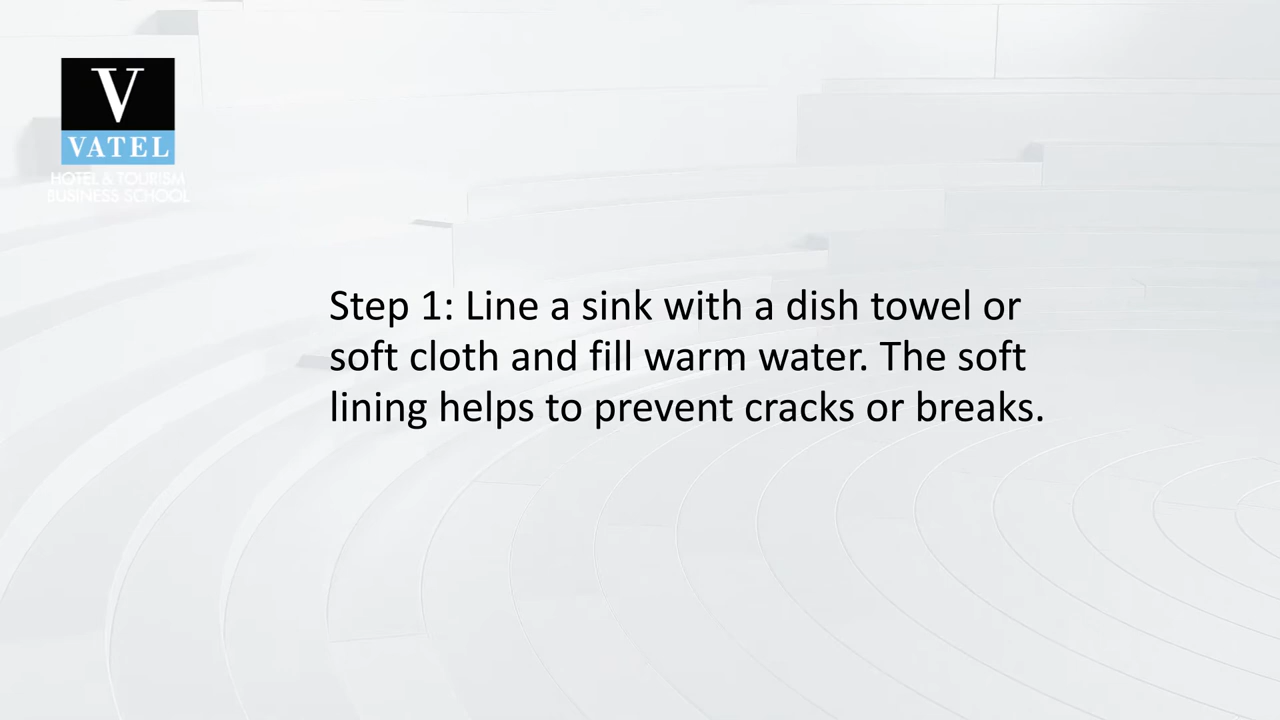 V
VATEL
HOTEL & TOURISM
BUSINESS SCHOOL
Step 1: Line a sink with a dish towel or
soft cloth and fill warm water. The soft
lining helps to prevent cracks or breaks.